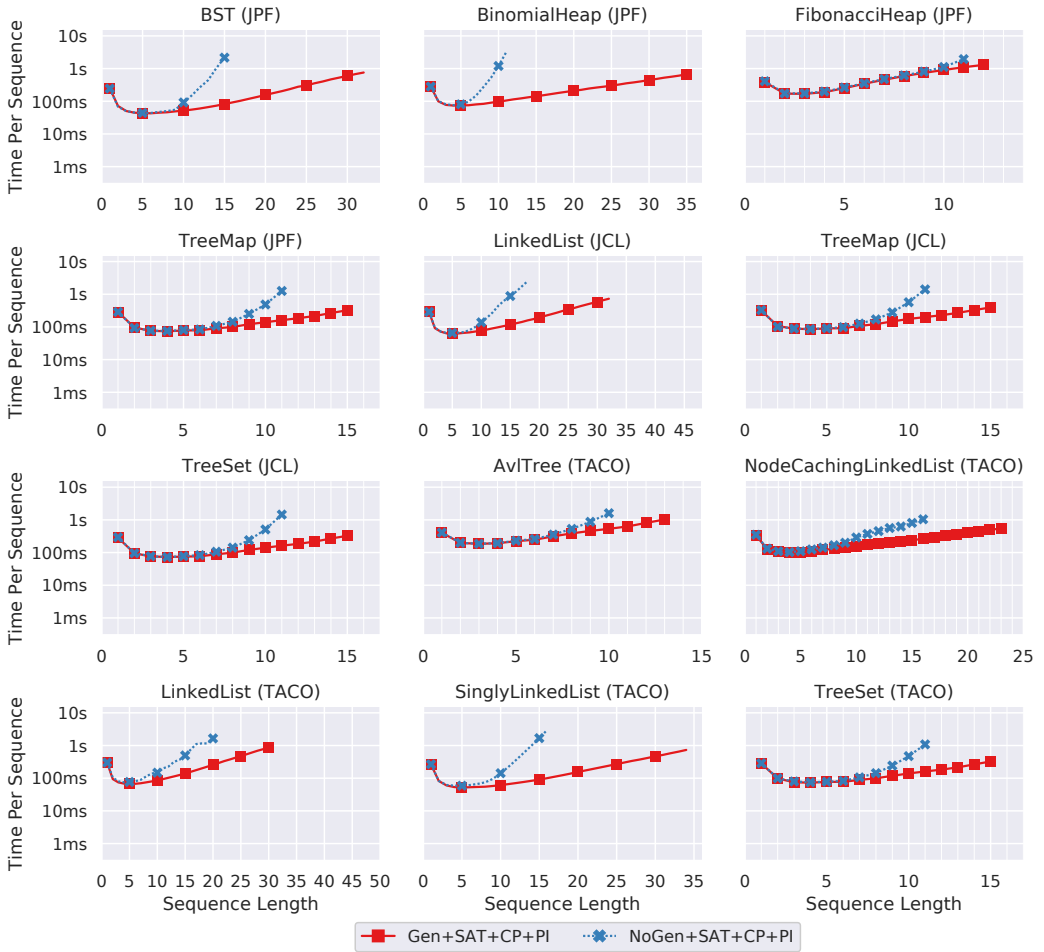 BST (JPF) BinomialHeap (JPF) FibonacciHeap (JPF)
10s
1s
100ms
10ms
1ms
Time Per Sequence
0 5 10 15 20 25 30 0 5 10 15 20 25 30 35 0 5 10
TreeMap (JPF) LinkedList (JCL) TreeMap (JCL)
10s
1s
100ms
10ms
1ms
Time Per Sequence
0 5 10 15 0 5 10 15 20 25 30 35 40 45 0 5 10 15
TreeSet (JCL) AvlTree (TACO) NodeCachingLinkedList (TACO)
10s
1s
100ms
10ms
1ms
Time Per Sequence
0 5 10 15 0 5 10 15 0 5 10 15 20 25
LinkedList (TACO) SinglyLinkedList (TACO) TreeSet (TACO)
10s
1s
100ms
10ms
1ms
Time Per Sequence
0 5 10 15 20 25 30 35 40 45 50 0 5 10 15 20 25 30 35 0 5 10 15
Sequence Length Sequence Length Sequence Length
Gen+SAT+CP+PI NoGen+SAT+CP+PI